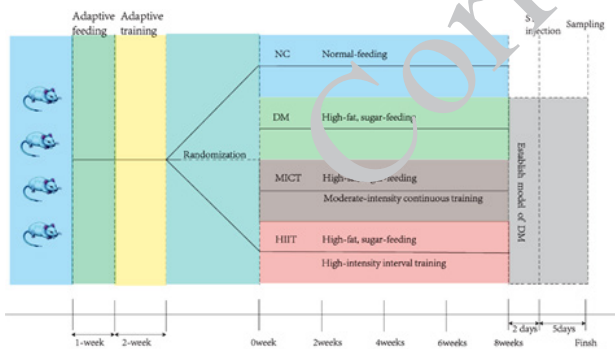 Adaptive Adaptive
feeding training
injection Sampling
NC Normal-feeding
DM High-fat, sugar-feeding
Randomization
MICT sugar-feeding
Moderate-intensity continuous training
HIIT High-fat, sugar-feeding
High-intensity interval training
Establish model of DM
1-week 2-week 0week 2weeks 4weeks 6weeks 8weeks 2 days 5days Finsh